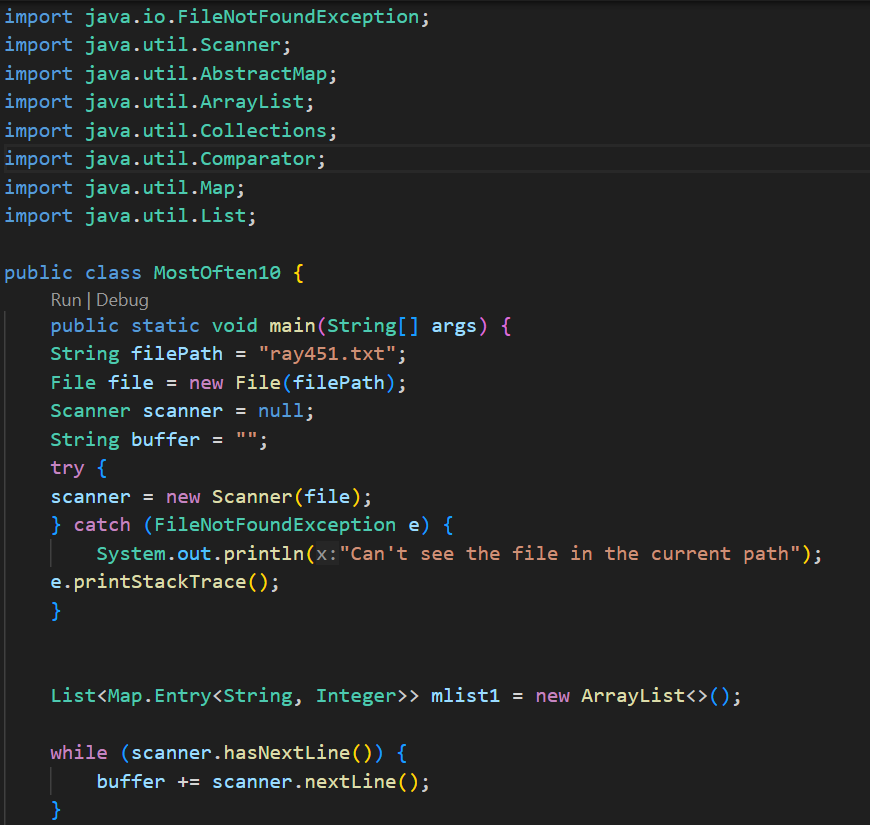 import java.io.FileNotFoundException;
import java.util.Scanner;
import java.util.AbstractMap;
import java.util.ArrayList;
import java.util.Collections;
import java.util.Comparator;
import java.util.Map;
import java.util.List;
public class MostOften10 {
Run | Debug
public static void main(String[] args) {
String filePath = "ray451.txt";
File file = new File(filePath);
Scanner scanner = null;
String buffer = "";
try {
scanner = new Scanner(file);
} catch (FileNotFoundException e) {
System.out.println(x:"Can't see the file in the current path");
e.printStackTrace();
}
List<Map.Entry<String, Integer>> mlist1 = new ArrayList<>();
while (scanner.hasNextLine()) {
buffer += scanner.nextLine();
}